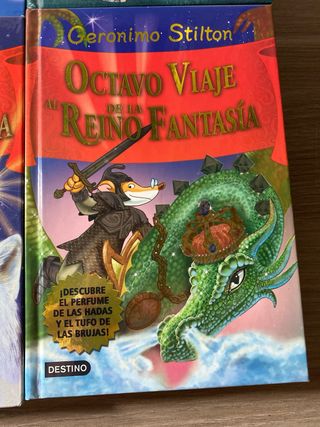 Geronimo Stilton
OCTAVO VIAJE
AL REINO DE LA FANTASÍA
¡DESCUBRE
EL PERFUME
DE LAS HADAS
Y EL TUFO DE
LAS BRUJAS!
DESTINO
A